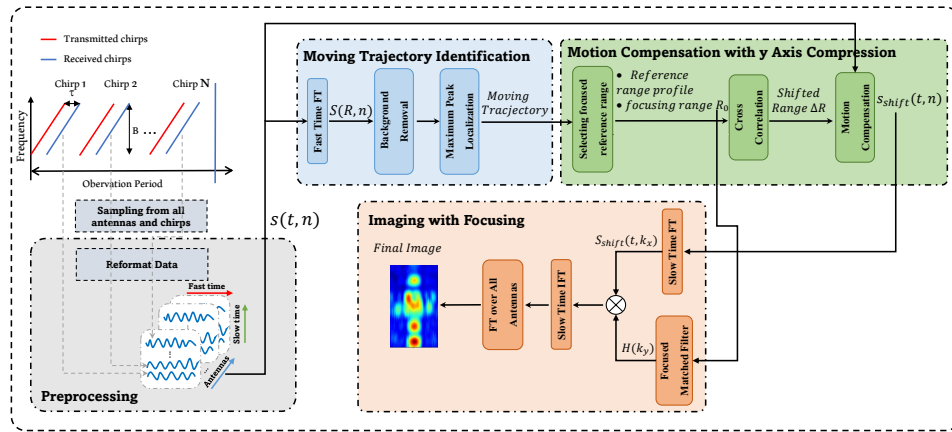 Transmitted chirps
Received chirps
Chirp 1
Chirp 2
Chirp N
τ
B
...
Frequency
Obervation Period
Sampling from all
antennas and chirps
Reformat Data
Fast time
Slow time
...
Antennas
Preprocessing
s(t, n)
Moving Trajectory Identification
Fast Time FT
S(R, n)
Background
Removal
Maximum Peak
Localization
Moving
Tracjectory
Motion Compensation with y Axis Compression
Selecting focused
reference range
• Reference
range profile
• focusing range R₀
Cross
Correlation
Shifted
Range ΔR
Motion
Compensation
s_shift(t, n)
Imaging with Focusing
Final Image
FT over All
Antennas
Slow Time IFT
S_shift(t, k_x)
Slow Time FT
H(k_y)
Focused
Matched Filter